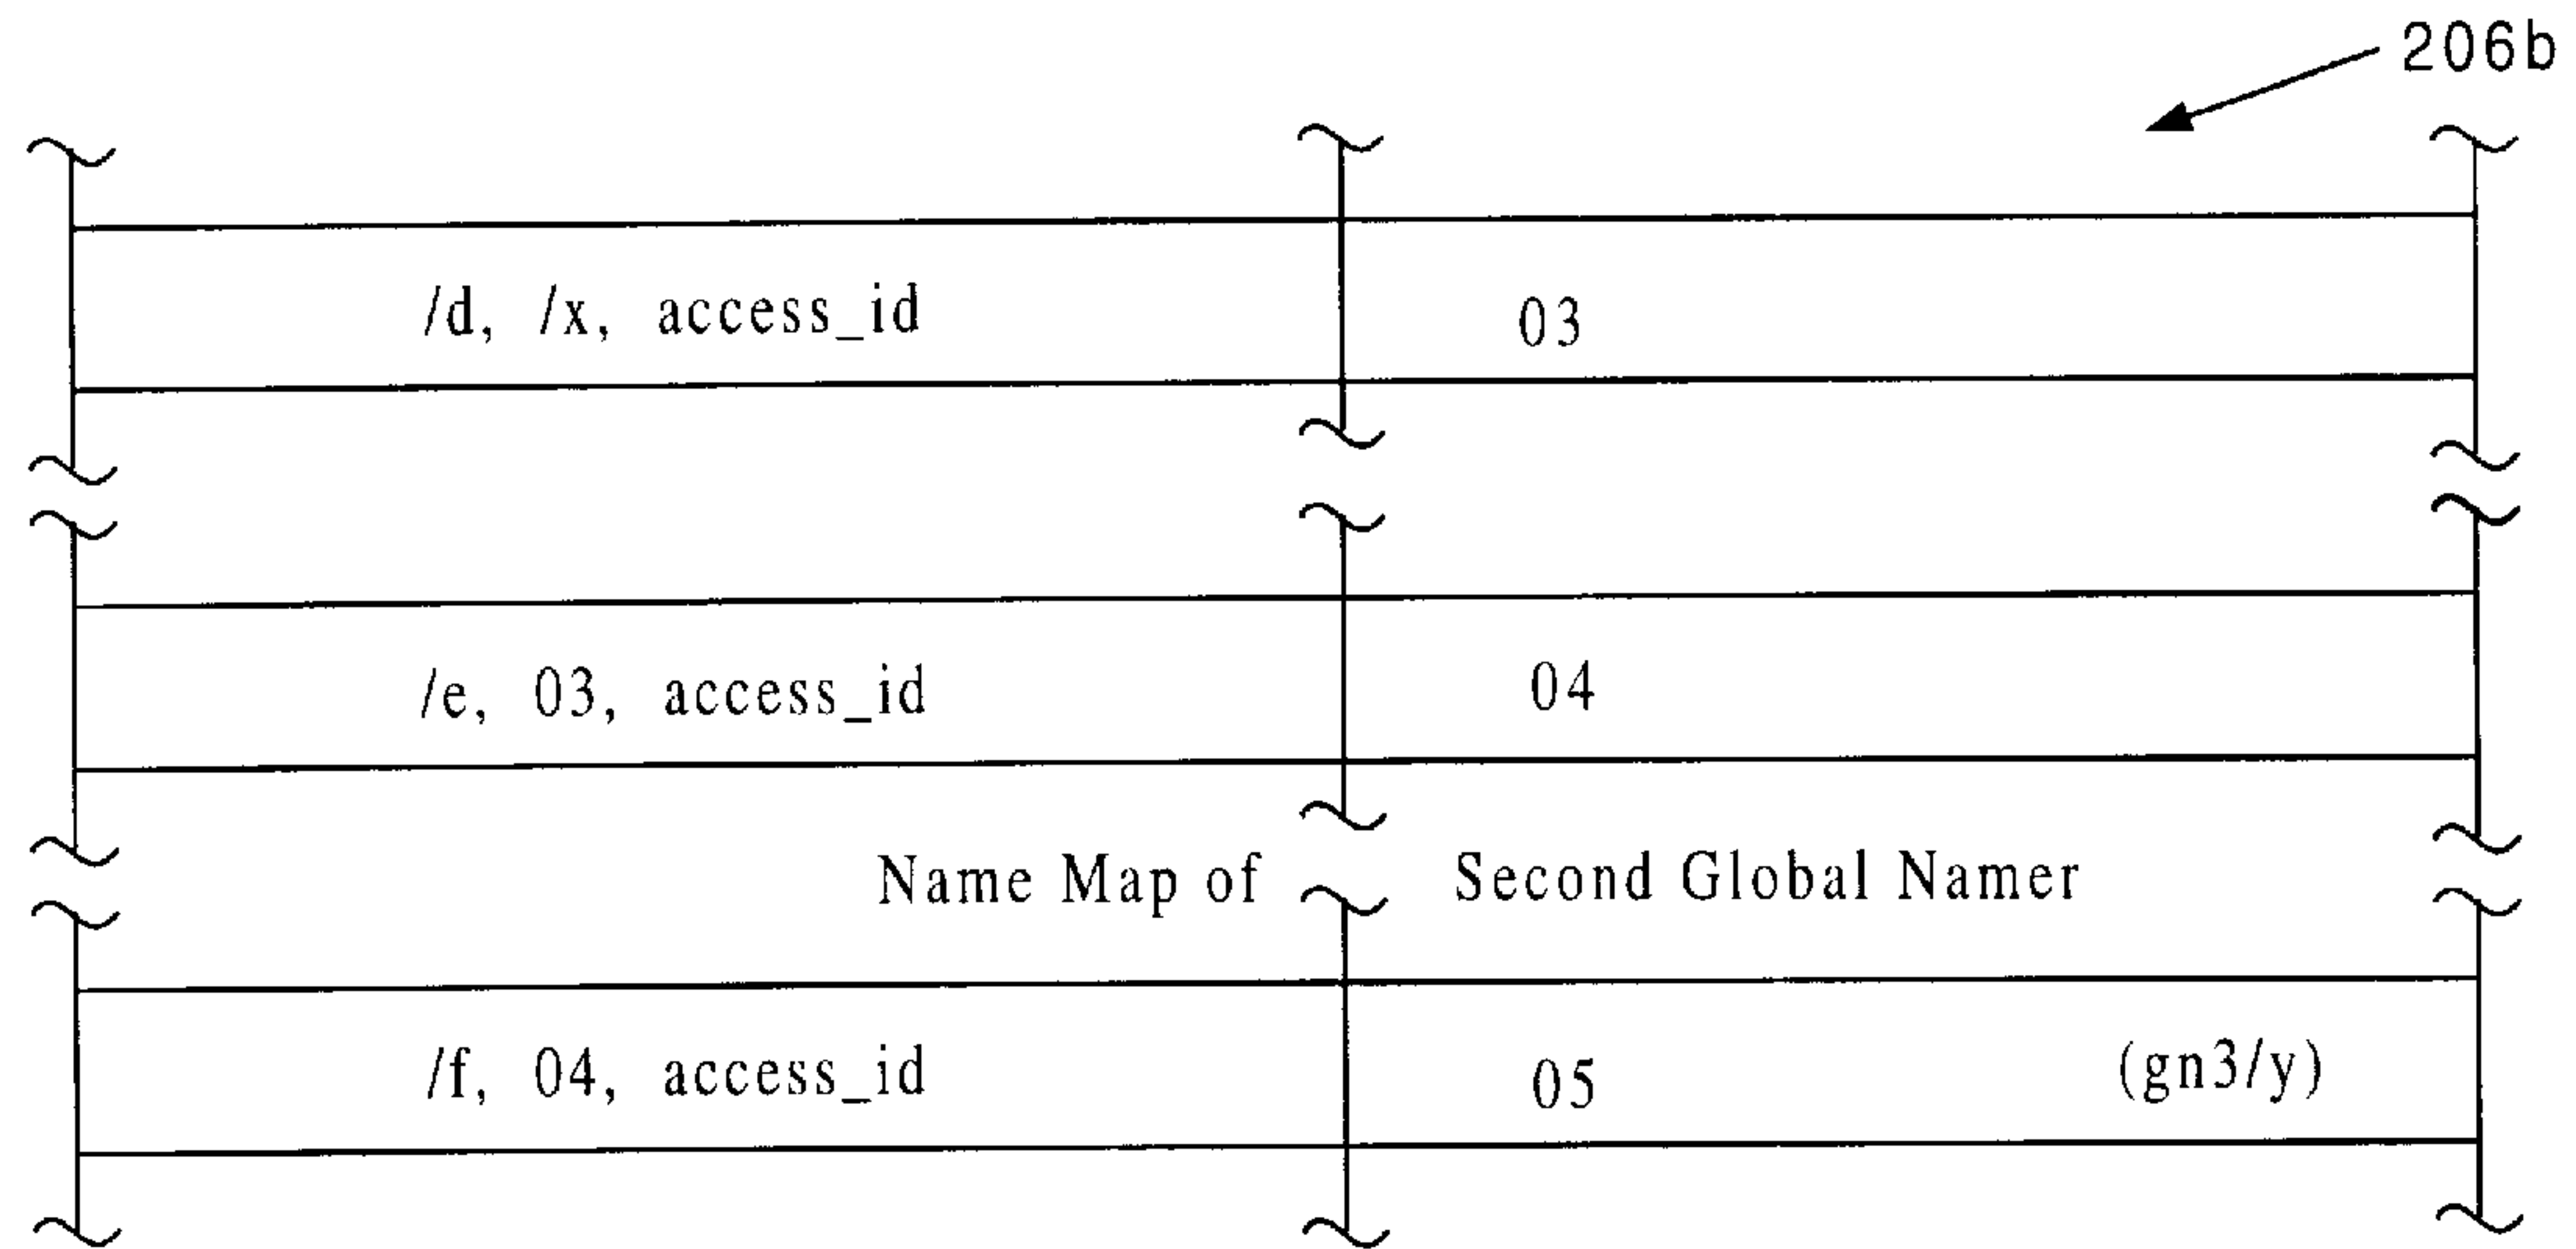 206b
/d, /x, access_id 03
/e, 03, access_id 04
Name Map of Second Global Namer
/f, 04, access_id 05 (gn3/y)